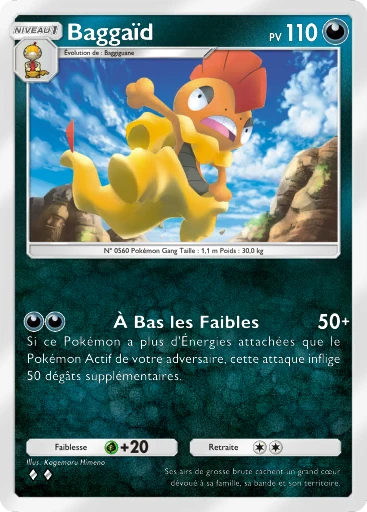 NIVEAU 1
Baggaïd
PV 110
Évolution de : Baggiguane
N° 0560 Pokémon Gang Taille : 1,1 m Poids : 30,0 kg
À Bas les Faibles 50+
Si ce Pokémon a plus d'Énergies attachées que le
Pokémon Actif de votre adversaire, cette attaque inflige
50 dégâts supplémentaires.
Faiblesse +20 Retraite
Illus. Kagemaru Himeno
Ses airs de grosse brute cachent un grand cœur
dévoué à sa famille, sa bande et son territoire.